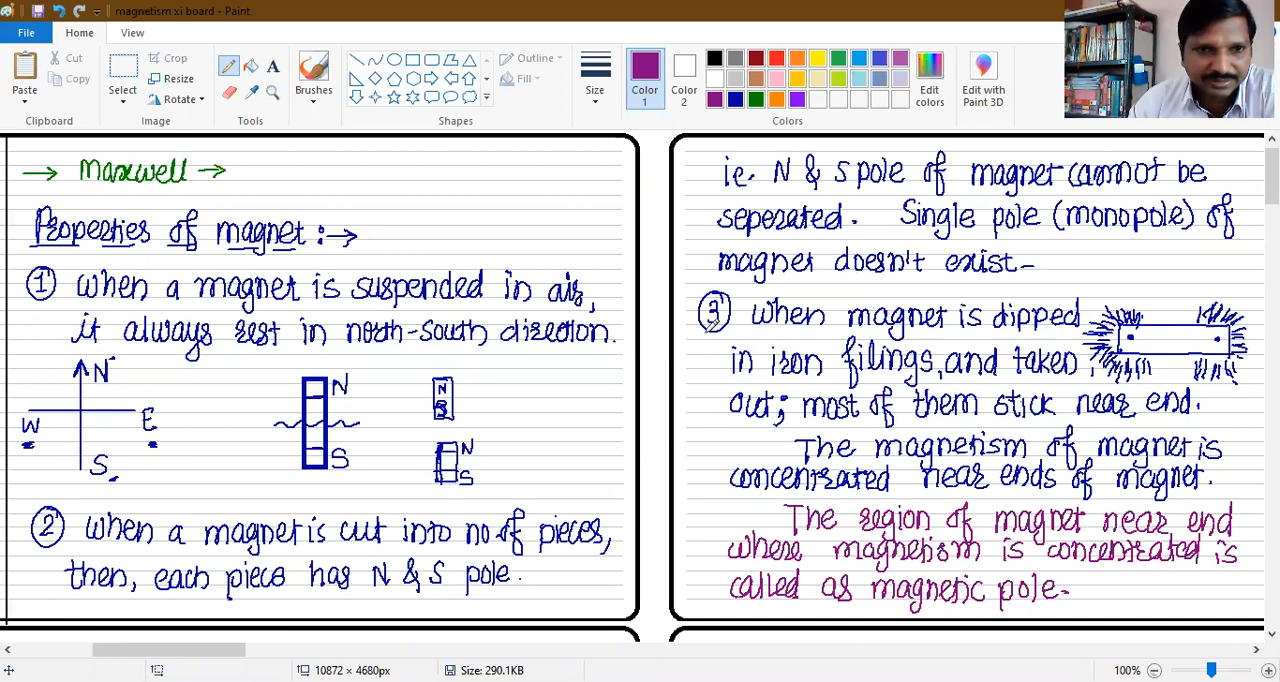 magnetism xi board - Paint
File
Home
View
Paste
Cut
Copy
Clipboard
Select
Crop
Resize
Rotate
Image
A
Tools
Brushes
Shapes
Outline
Fill
Size
Color 1
Color 2
Colors
Edit colors
Edit with Paint 3D
→ Maxwell →
Properties of magnet :→
① when a magnet is suspended in air,
it always rest in north-south direction.
N
W E
S
N
S
N
S
N
S
② when a magnet is cut into no of pieces,
then, each piece has N & S pole.
ie. N & S pole of magnet cannot be
seperated. Single pole (monopole) of
magnet doesn't exist-
③ when magnet is dipped
in iron filings, and taken
out; most of them stick near end.
The magnetism of magnet is
concentrated near ends of magnet.
The region of magnet near end
where magnetism is concentrated is
called as magnetic pole-
10872 × 4680px
Size: 290.1KB
100%